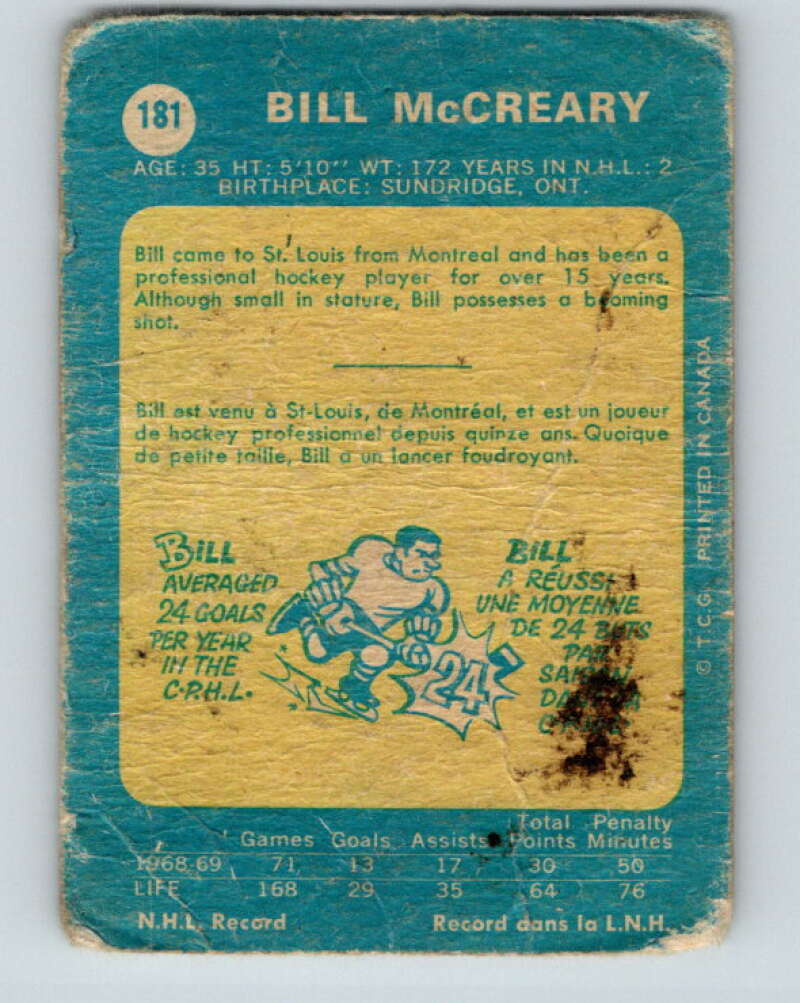 181
BILL McCREARY
AGE: 35 HT: 5'10'' WT: 172 YEARS IN N.H.L.: 2
BIRTHPLACE: SUNDRIDGE, ONT.
Bill came to St. Louis from Montreal and has been a
professional hockey player for over 15 years.
Although small in stature, Bill possesses a booming
shot.
Bill est venu à St-Louis, de Montréal, et est un joueur
de hockey professionnel depuis quinze ans. Quoique
de petite taille, Bill a un lancer foudroyant.
BILL
AVERAGED
24 GOALS
PER YEAR
IN THE
C.P.H.L.
24
BILL
A RÉUSSI
UNE MOYENNE
DE 24 BUTS
PAR
© T.C.G. PRINTED IN CANADA
Total Penalty
Games Goals Assists Points Minutes
1968-69 71 13 17 30 50
LIFE 168 29 35 64 76
N.H.L. Record Record dans la L.N.H.